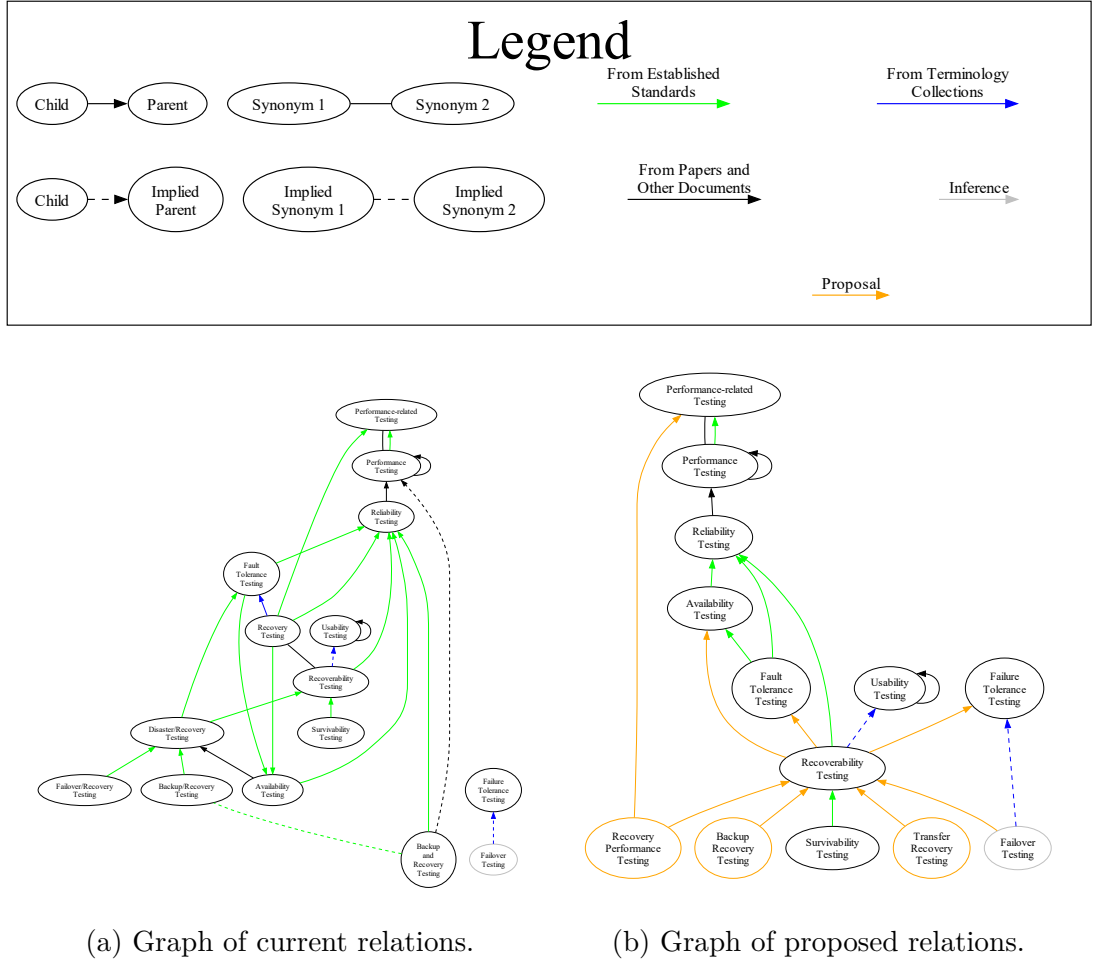 Legend
Child
Parent
Synonym 1
Synonym 2
From Established
Standards
From Terminology
Collections
Child
Implied
Parent
Implied
Synonym 1
Implied
Synonym 2
From Papers and
Other Documents
Inference
Proposal
Performance-related
Testing
Performance
Testing
Reliability
Testing
Fault
Tolerance
Testing
Recovery
Testing
Usability
Testing
Recoverability
Testing
Disaster/Recovery
Testing
Survivability
Testing
Failover/Recovery
Testing
Backup/Recovery
Testing
Availability
Testing
Failure
Tolerance
Testing
Backup
and
Recovery
Testing
Failover
Testing
(a) Graph of current relations.
Performance-related
Testing
Performance
Testing
Reliability
Testing
Availability
Testing
Fault
Tolerance
Testing
Usability
Testing
Failure
Tolerance
Testing
Recoverability
Testing
Recovery
Performance
Testing
Backup
Recovery
Testing
Survivability
Testing
Transfer
Recovery
Testing
Failover
Testing
(b) Graph of proposed relations.